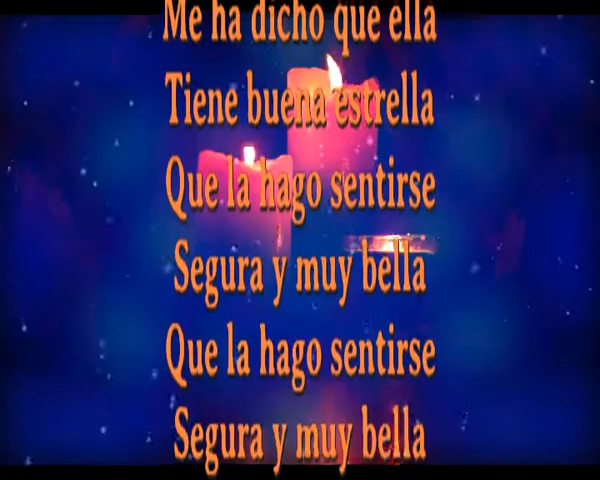 Me ha dicho que ella
Tiene buena estrella
Que la hago sentirse
Segura y muy bella
Que la hago sentirse
Segura y muy bella